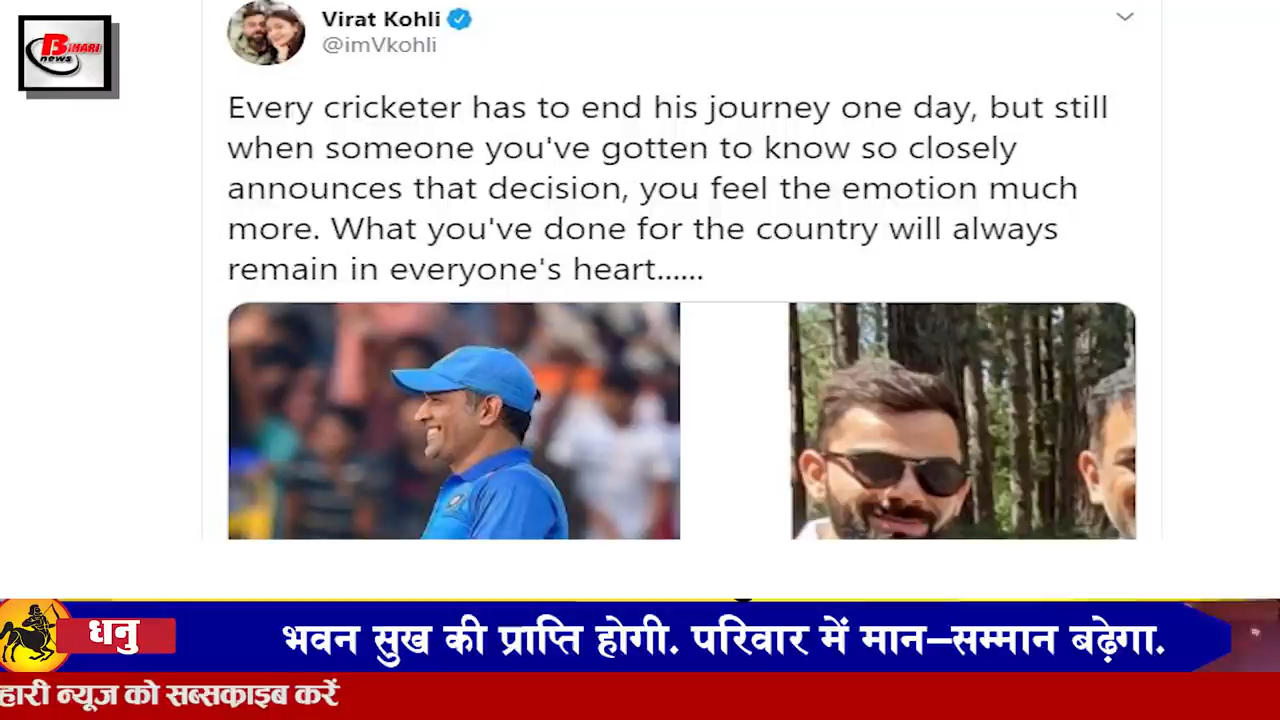 BIHARI
news
Virat Kohli
@imVkohli
Every cricketer has to end his journey one day, but still
when someone you've gotten to know so closely
announces that decision, you feel the emotion much
more. What you've done for the country will always
remain in everyone's heart......
धनु
भवन सुख की प्राप्ति होगी. परिवार में मान–सम्मान बढ़ेगा.
हारी न्यूज को सब्सक़ाइब करें